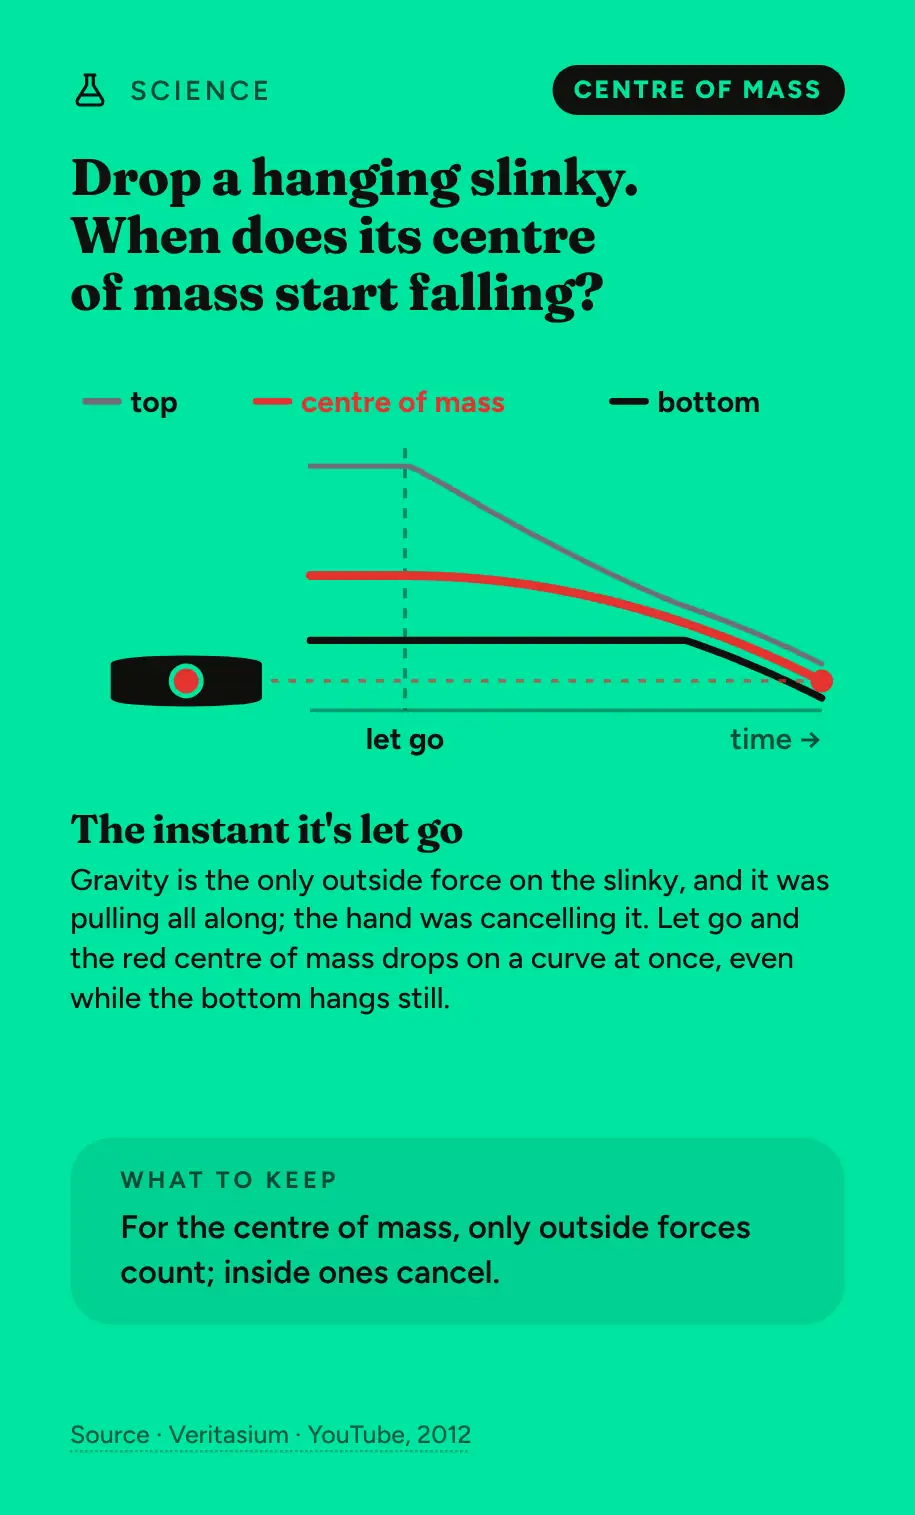 SCIENCE
CENTRE OF MASS
Drop a hanging slinky.
When does its centre
of mass start falling?
top
centre of mass
bottom
let go
time →
The instant it's let go
Gravity is the only outside force on the slinky, and it was
pulling all along; the hand was cancelling it. Let go and
the red centre of mass drops on a curve at once, even
while the bottom hangs still.
WHAT TO KEEP
For the centre of mass, only outside forces
count; inside ones cancel.
Source · Veritasium · YouTube, 2012